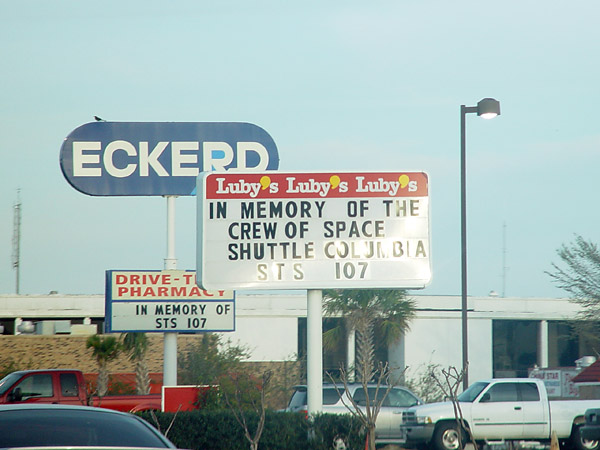 ECKERD
Luby's Luby's Luby's
IN MEMORY OF THE
CREW OF SPACE
SHUTTLE COLUMBIA
STS 107
DRIVE-T
PHARMACY
IN MEMORY OF
STS 107